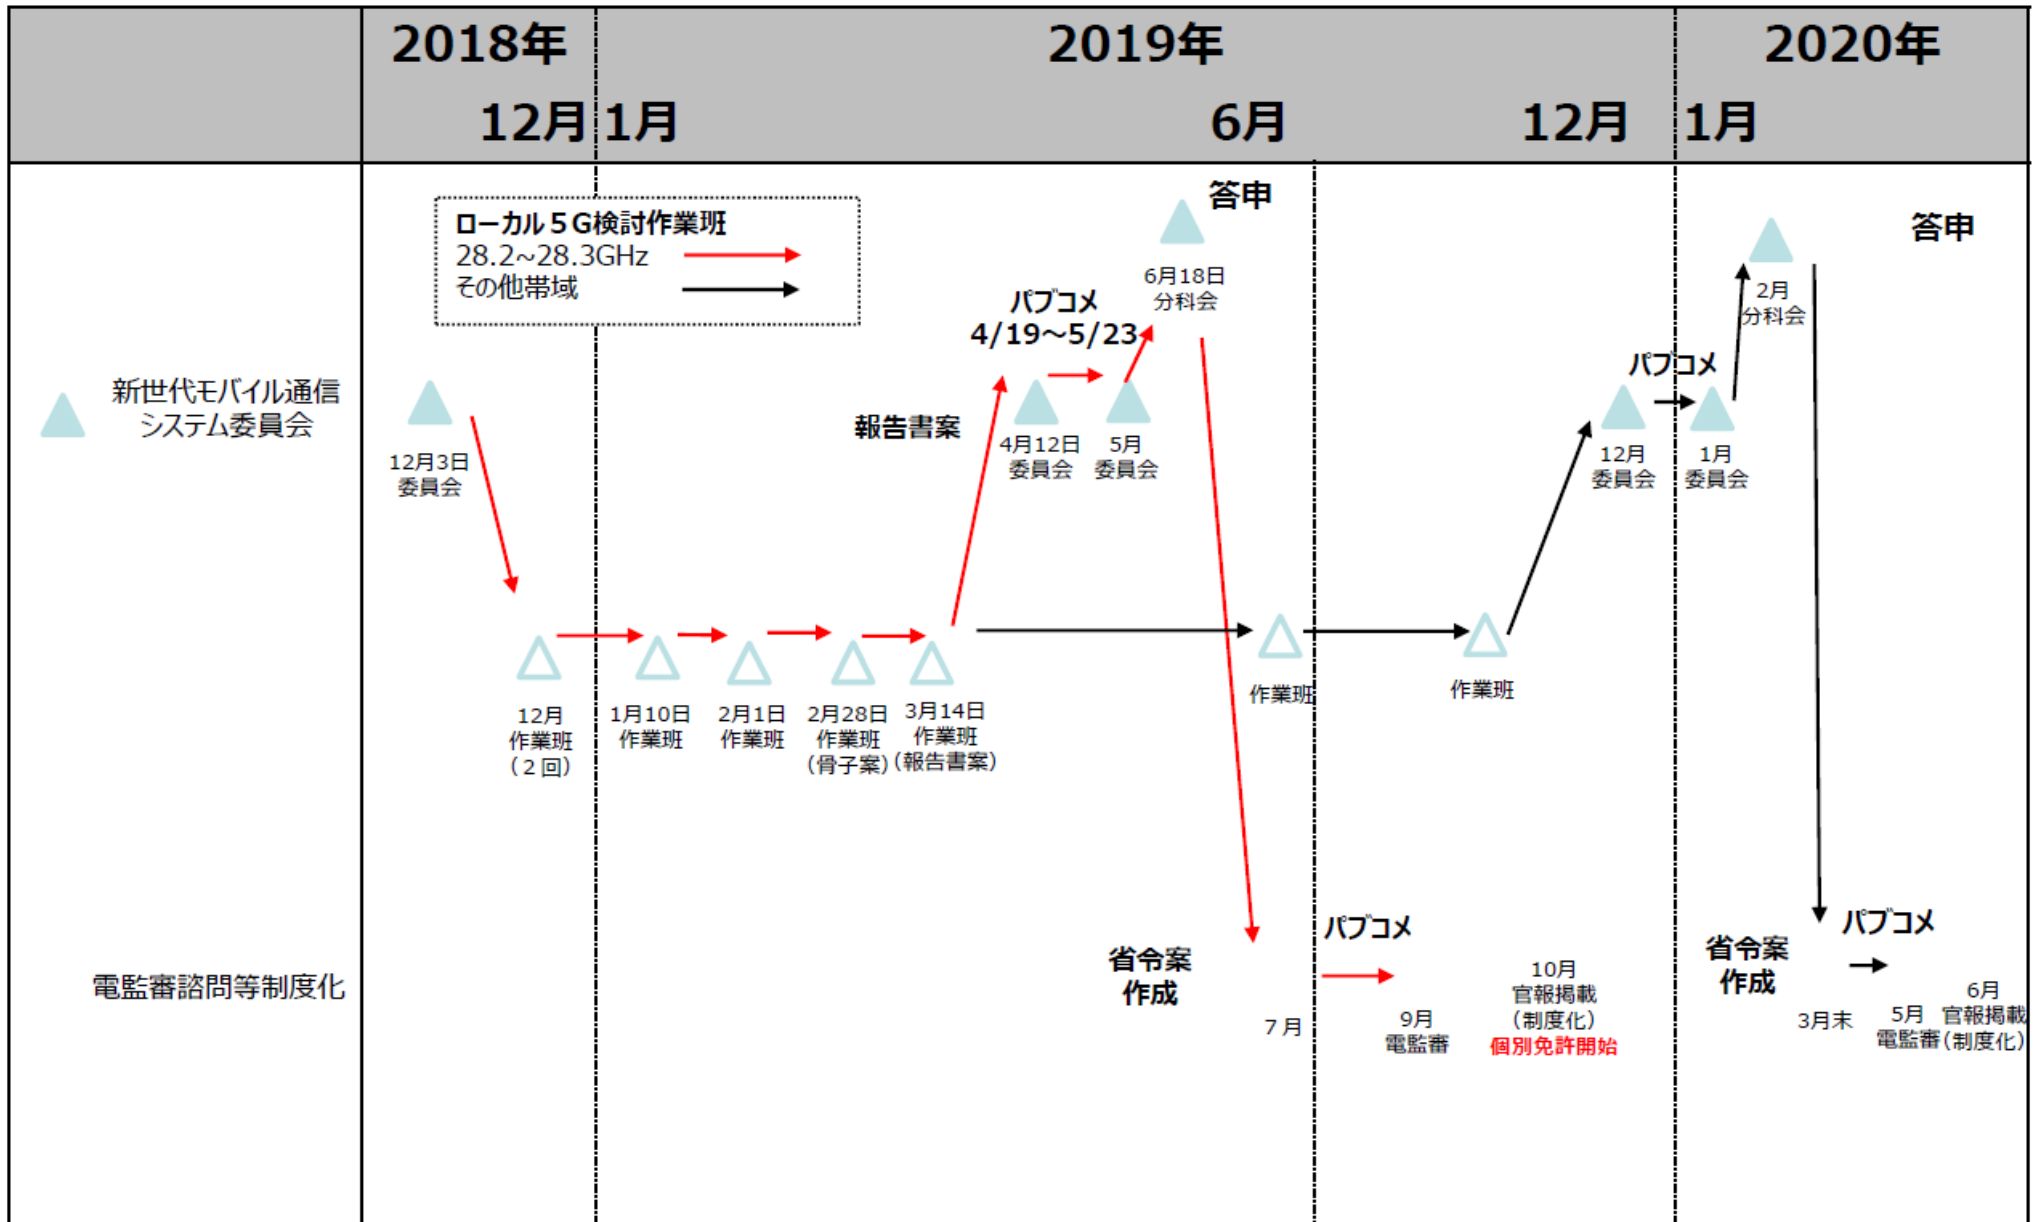 2018年
2019年
2020年
12月
1月
6月
12月
1月
ローカル５G検討作業班
28.2~28.3GHz
その他帯域
答申
6月18日
分科会
パブコメ
4/19～5/23
答申
2月
分科会
新世代モバイル通信
システム委員会
12月3日
委員会
報告書案
4月12日
委員会
5月
委員会
パブコメ
12月
委員会
1月
委員会
12月
作業班
（２回）
1月10日
作業班
2月1日
作業班
2月28日
作業班
（骨子案）
3月14日
作業班
（報告書案）
作業班
作業班
電監審諮問等制度化
省令案
作成
７月
パブコメ
9月
電監審
10月
官報掲載
（制度化）
個別免許開始
省令案
作成
3月末
パブコメ
5月
電監審
6月
官報掲載
（制度化）